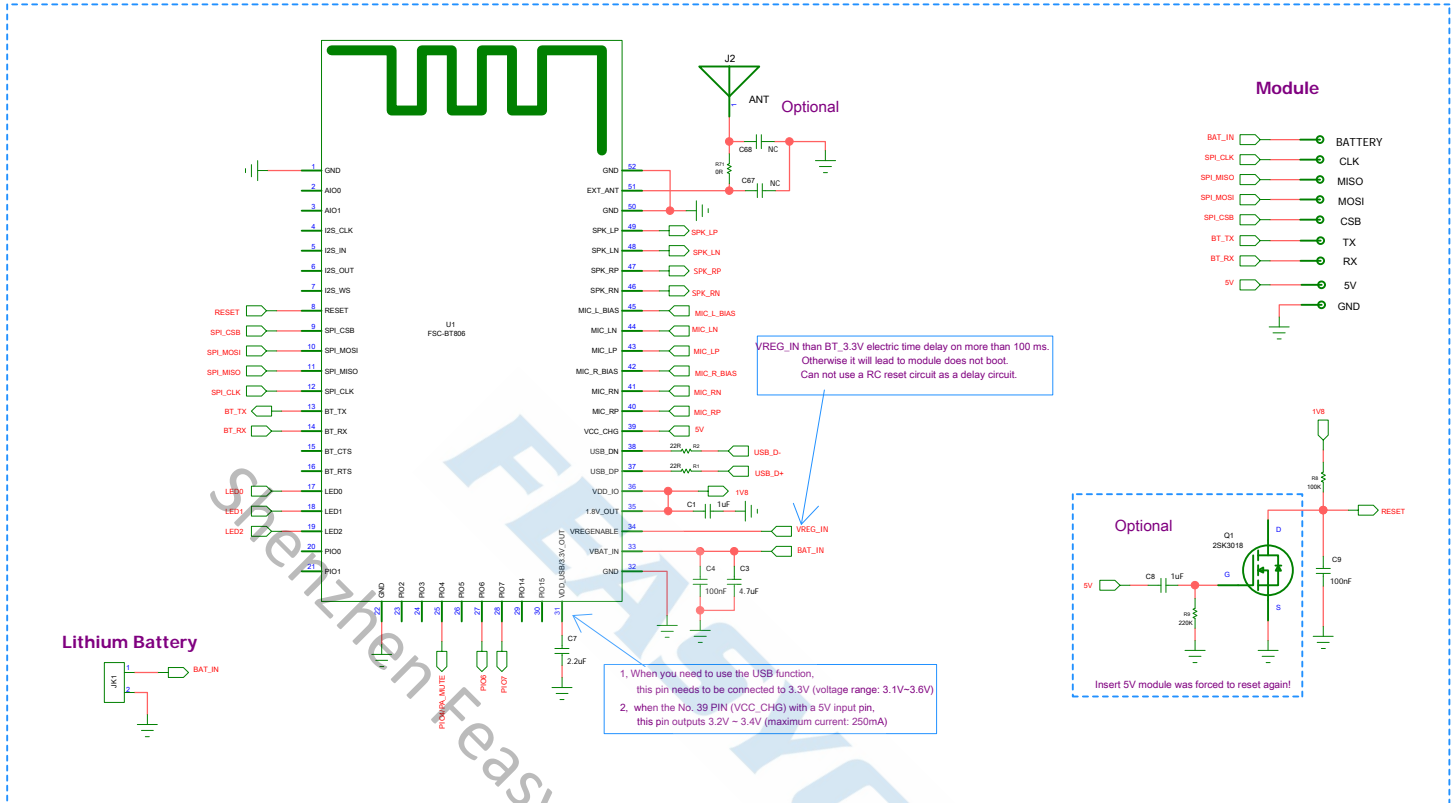 J2
ANT
Optional
C68
NC
R71
0R
C67
NC
1
Module
BAT_IN
BATTERY
SPI_CLK
CLK
SPI_MISO
MISO
SPI_MOSI
MOSI
SPI_CSB
CSB
BT_TX
TX
BT_RX
RX
5V
5V
GND
U1
FSC-BT806
1 GND
2 AIO0
3 AIO1
4 I2S_CLK
5 I2S_IN
6 I2S_OUT
7 I2S_WS
RESET 8 RESET
SPI_CSB 9 SPI_CSB
SPI_MOSI 10 SPI_MOSI
SPI_MISO 11 SPI_MISO
SPI_CLK 12 SPI_CLK
BT_TX 13 BT_TX
BT_RX 14 BT_RX
15 BT_CTS
16 BT_RTS
LED0 17 LED0
LED1 18 LED1
LED2 19 LED2
20 PIO0
21 PIO1
GND 52
EXT_ANT 51
GND 50
SPK_LP 49 SPK_LP
SPK_LN 48 SPK_LN
SPK_RP 47 SPK_RP
SPK_RN 46 SPK_RN
MIC_L_BIAS 45 MIC_L_BIAS
MIC_LN 44 MIC_LN
MIC_LP 43 MIC_LP
MIC_R_BIAS 42 MIC_R_BIAS
MIC_RN 41 MIC_RN
MIC_RP 40 MIC_RP
VCC_CHG 39 5V
USB_DN 38 22R R2 USB_D-
USB_DP 37 22R R1 USB_D+
VDD_IO 36 1V8
1.8V_OUT 35 C1 1uF
VREGENABLE 34 VREG_IN
VBAT_IN 33 BAT_IN
GND 32
C4
100nF
C3
4.7uF
22 GND
23 PIO2
24 PIO3
25 PIO4
26 PIO5
27 PIO6
28 PIO7
29 PIO14
30 PIO15
31 VDD_USB/3.3V_OUT
PIO6
PIO7
C7
2.2uF
VREG_IN than BT_3.3V electric time delay on more than 100 ms.
Otherwise it will lead to module does not boot.
Can not use a RC reset circuit as a delay circuit.
1, When you need to use the USB function,
this pin needs to be connected to 3.3V (voltage range: 3.1V~3.6V)
2, when the No. 39 PIN (VCC_CHG) with a 5V input pin,
this pin outputs 3.2V ~ 3.4V (maximum current: 250mA)
Lithium Battery
JK1
1
2
BAT_IN
1V8
R8
100K
RESET
C9
100nF
Optional
Q1
2SK3018
D
G
S
5V
C8
1uF
R9
220K
Insert 5V module was forced to reset again!
Shenzhen Feasy
FEASYC